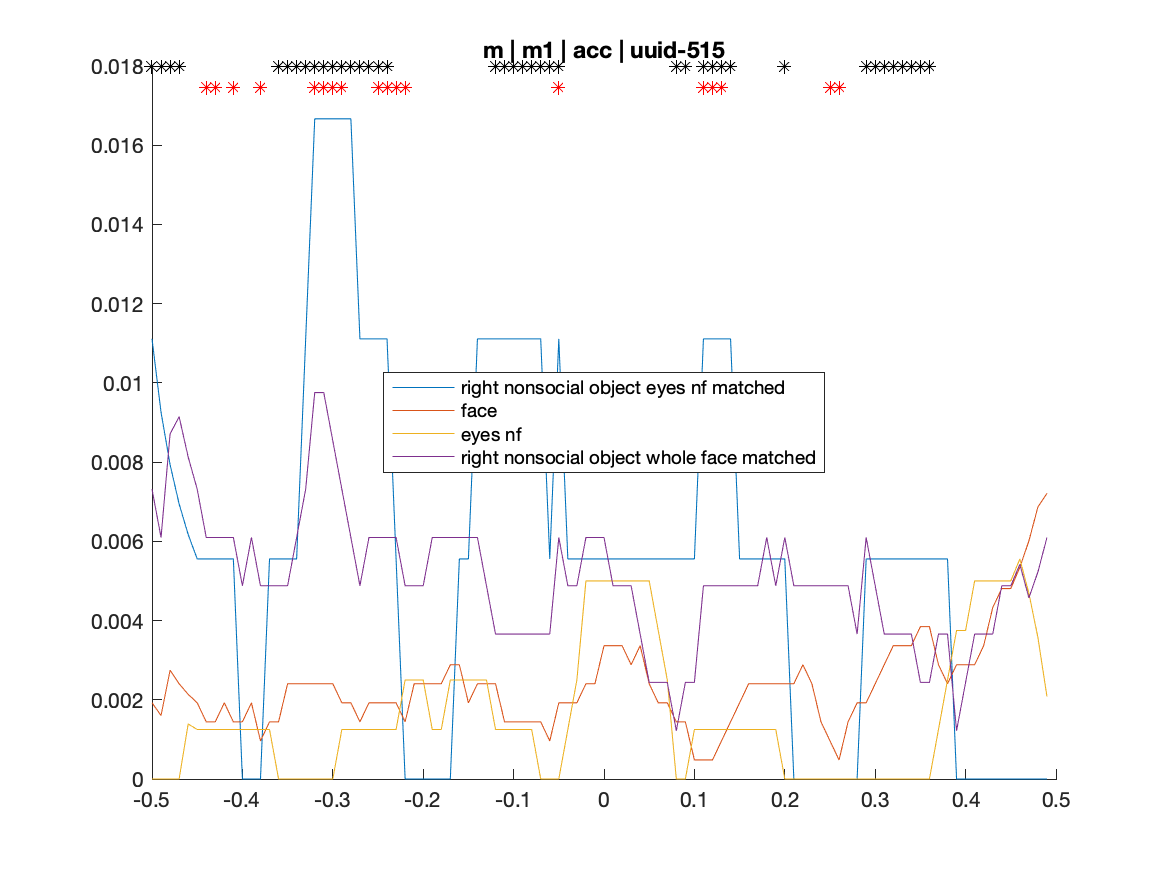 m | m1 | acc | uuid-515
0.018
0.016
0.014
0.012
0.01
0.008
0.006
0.004
0.002
0
right nonsocial object eyes nf matched
face
eyes nf
right nonsocial object whole face matched
-0.5 -0.4 -0.3 -0.2 -0.1 0 0.1 0.2 0.3 0.4 0.5